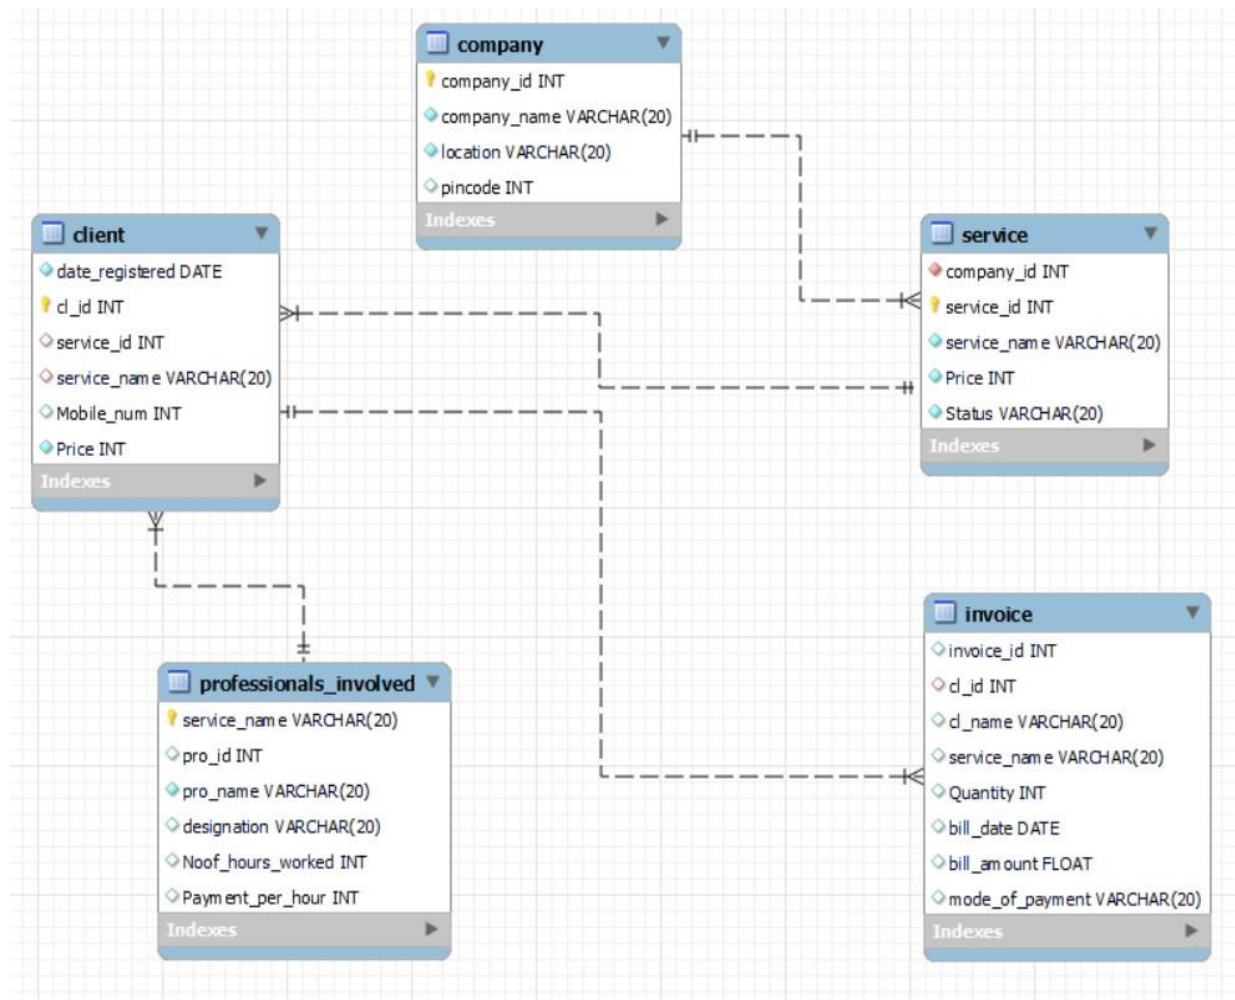 company
company_id INT
company_name VARCHAR(20)
location VARCHAR(20)
pincode INT
Indexes
client
date_registered DATE
cl_id INT
service_id INT
service_name VARCHAR(20)
Mobile_num INT
Price INT
Indexes
service
company_id INT
service_id INT
service_name VARCHAR(20)
Price INT
Status VARCHAR(20)
Indexes
professionals_involved
service_name VARCHAR(20)
pro_id INT
pro_name VARCHAR(20)
designation VARCHAR(20)
Noof_hours_worked INT
Payment_per_hour INT
Indexes
invoice
invoice_id INT
cl_id INT
cl_name VARCHAR(20)
service_name VARCHAR(20)
Quantity INT
bill_date DATE
bill_amount FLOAT
mode_of_payment VARCHAR(20)
Indexes